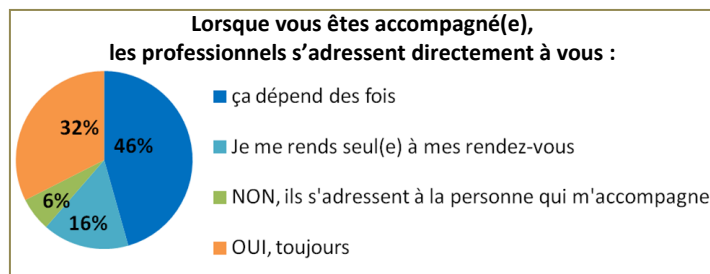 Lorsque vous êtes accompagné(e),
les professionnels s’adressent directement à vous :
32%
46%
6%
16%
ça dépend des fois
Je me rends seul(e) à mes rendez-vous
NON, ils s'adressent à la personne qui m'accompagne
OUI, toujours